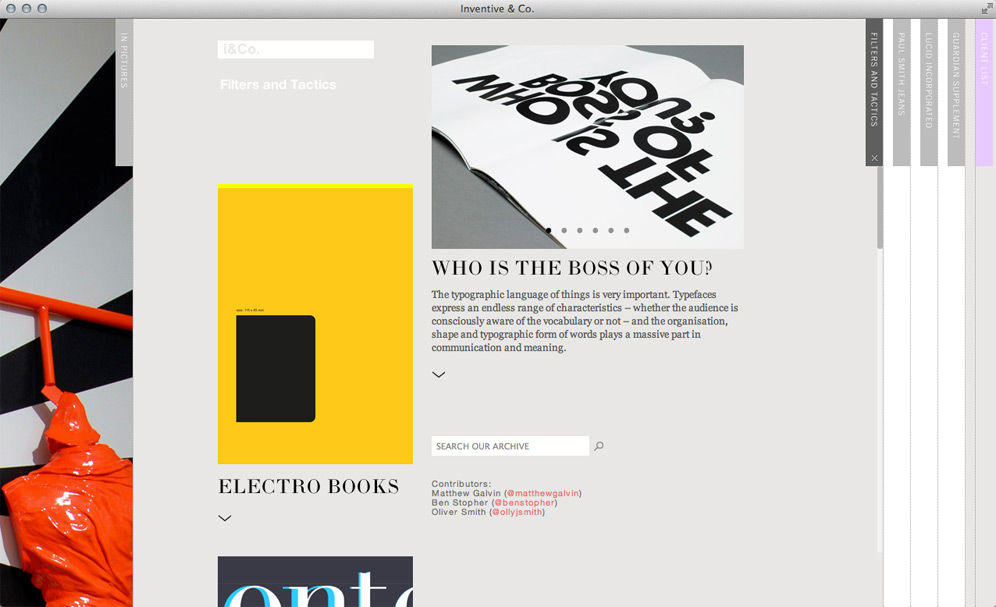 Inventive & Co.
IN PICTURES
i&Co.
Filters and Tactics
WHO IS THE
BOSS OF
YOU?
WHO IS THE BOSS OF YOU?
The typographic language of things is very important. Typefaces
express an endless range of characteristics – whether the audience is
consciously aware of the vocabulary or not – and the organisation,
shape and typographic form of words plays a massive part in
communication and meaning.
SEARCH OUR ARCHIVE
Contributors:
Matthew Galvin (@matthewgalvin)
Ben Stopher (@benstopher)
Oliver Smith (@ollyjsmith)
ELECTRO BOOKS
FILTERS AND TACTICS
PAUL SMITH JEANS
LUCID INCORPORATED
GUARDIAN SUPPLEMENT
CLIENT LIST